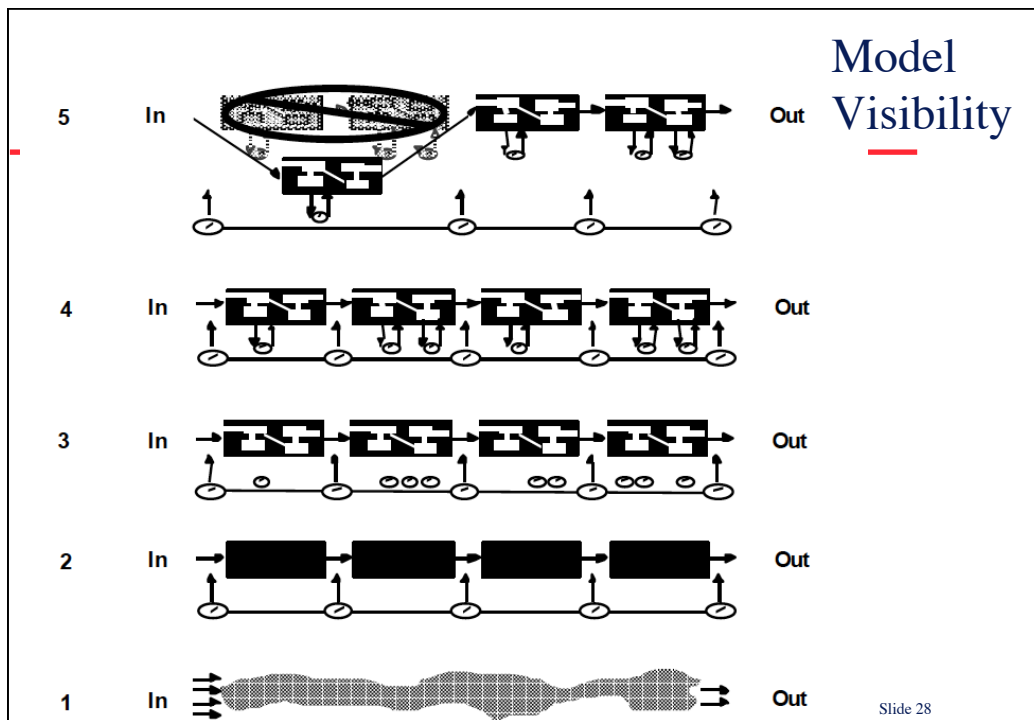 Model
Visibility
5 In Out
4 In Out
3 In Out
2 In Out
1 In Out
Slide 28